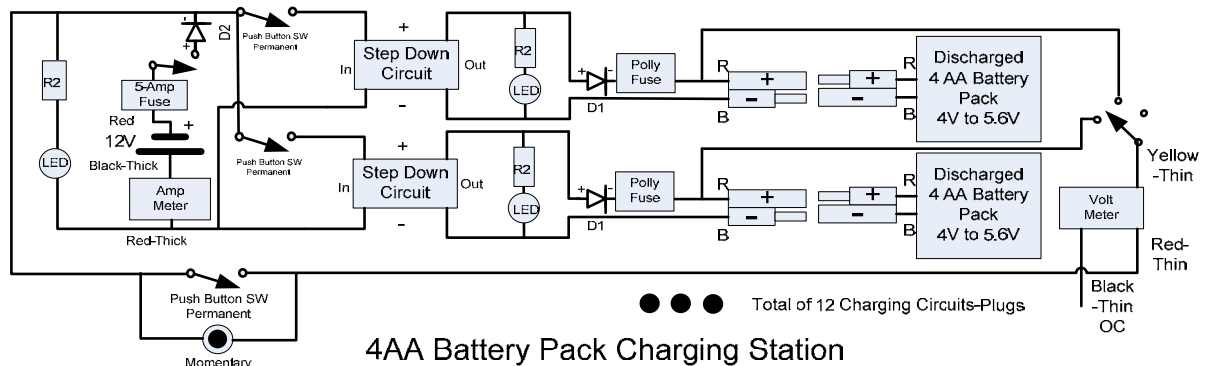 D2
+
Push Button SW
Permanent
+
Step Down
Circuit
In
Out
-
R2
LED
+
-
D1
Polly
Fuse
R
+
-
B
+
-
R
B
Discharged
4 AA Battery
Pack
4V to 5.6V
R2
LED
5-Amp
Fuse
Red
12V
+
Black-Thick
Amp
Meter
Red-Thick
Push Button SW
Permanent
+
Step Down
Circuit
In
Out
-
R2
LED
+
-
D1
Polly
Fuse
R
+
-
B
+
-
R
B
Discharged
4 AA Battery
Pack
4V to 5.6V
Yellow
-Thin
Volt
Meter
Red-
Thin
Black
-Thin
OC
Push Button SW
Permanent
Momentary
Total of 12 Charging Circuits-Plugs
4AA Battery Pack Charging Station